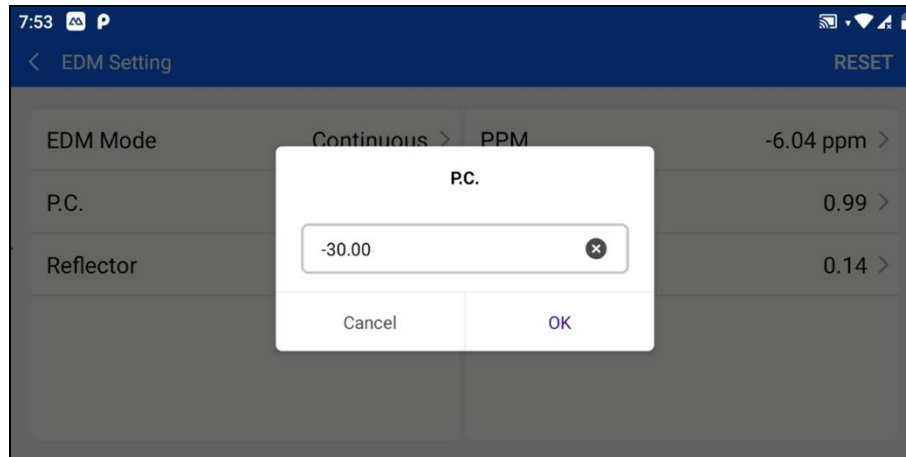 7:53
EDM Setting
RESET
EDM Mode
Continuous
PPM
-6.04 ppm
P.C.
-30.00
Cancel
OK
P.C.
0.99
Reflector
0.14